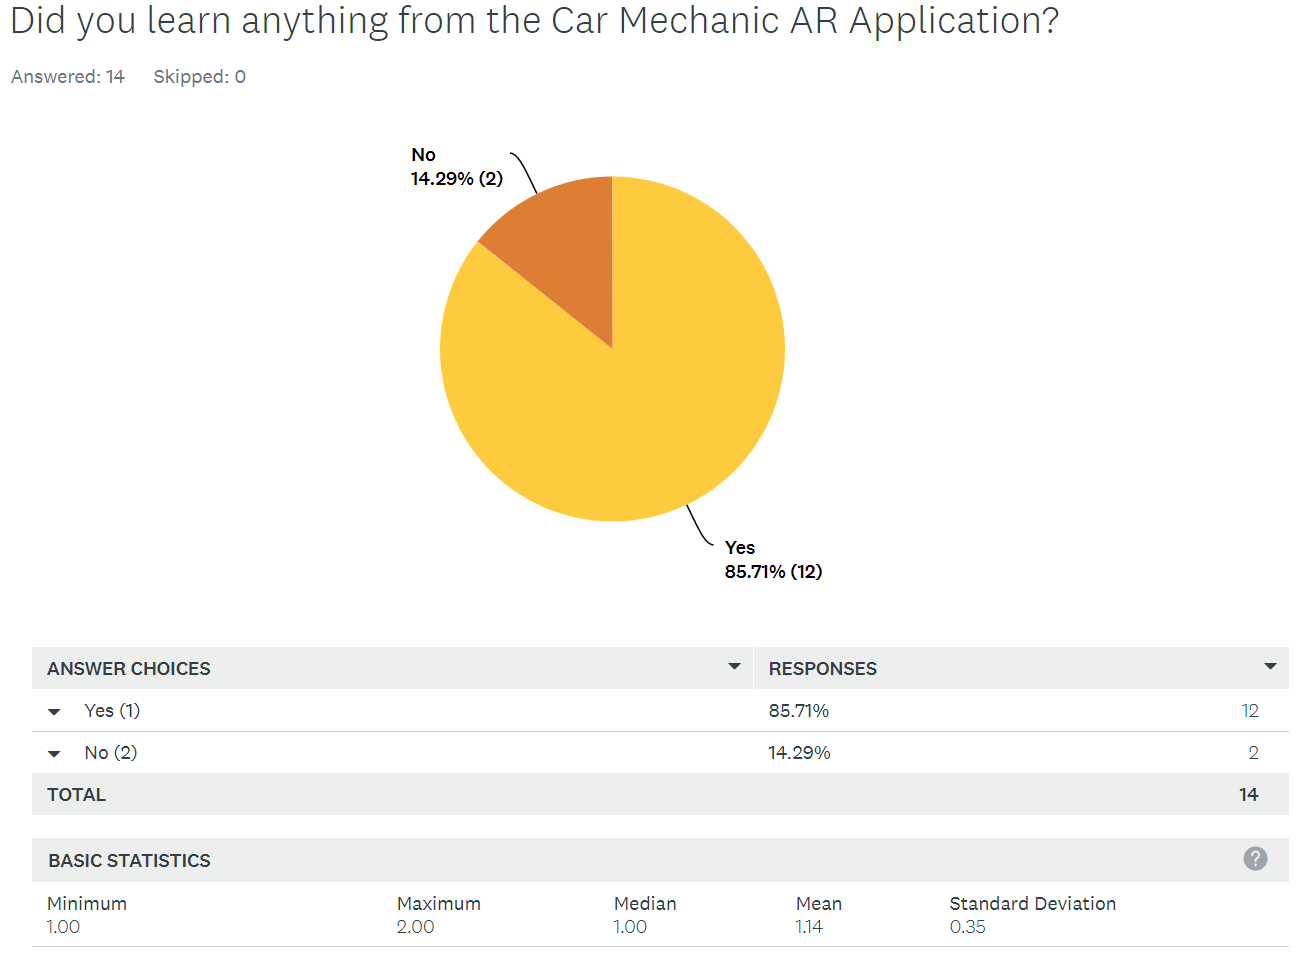 Did you learn anything from the Car Mechanic AR Application?
Answered: 14 Skipped: 0
No
14.29% (2)
Yes
85.71% (12)
ANSWER CHOICES RESPONSES
Yes (1) 85.71% 12
No (2) 14.29% 2
TOTAL 14
BASIC STATISTICS ?
Minimum Maximum Median Mean Standard Deviation
1.00 2.00 1.00 1.14 0.35